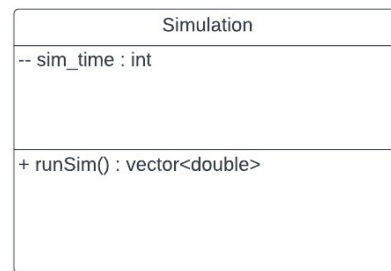 Simulation
-- sim_time : int
+ runSim() : vector<double>